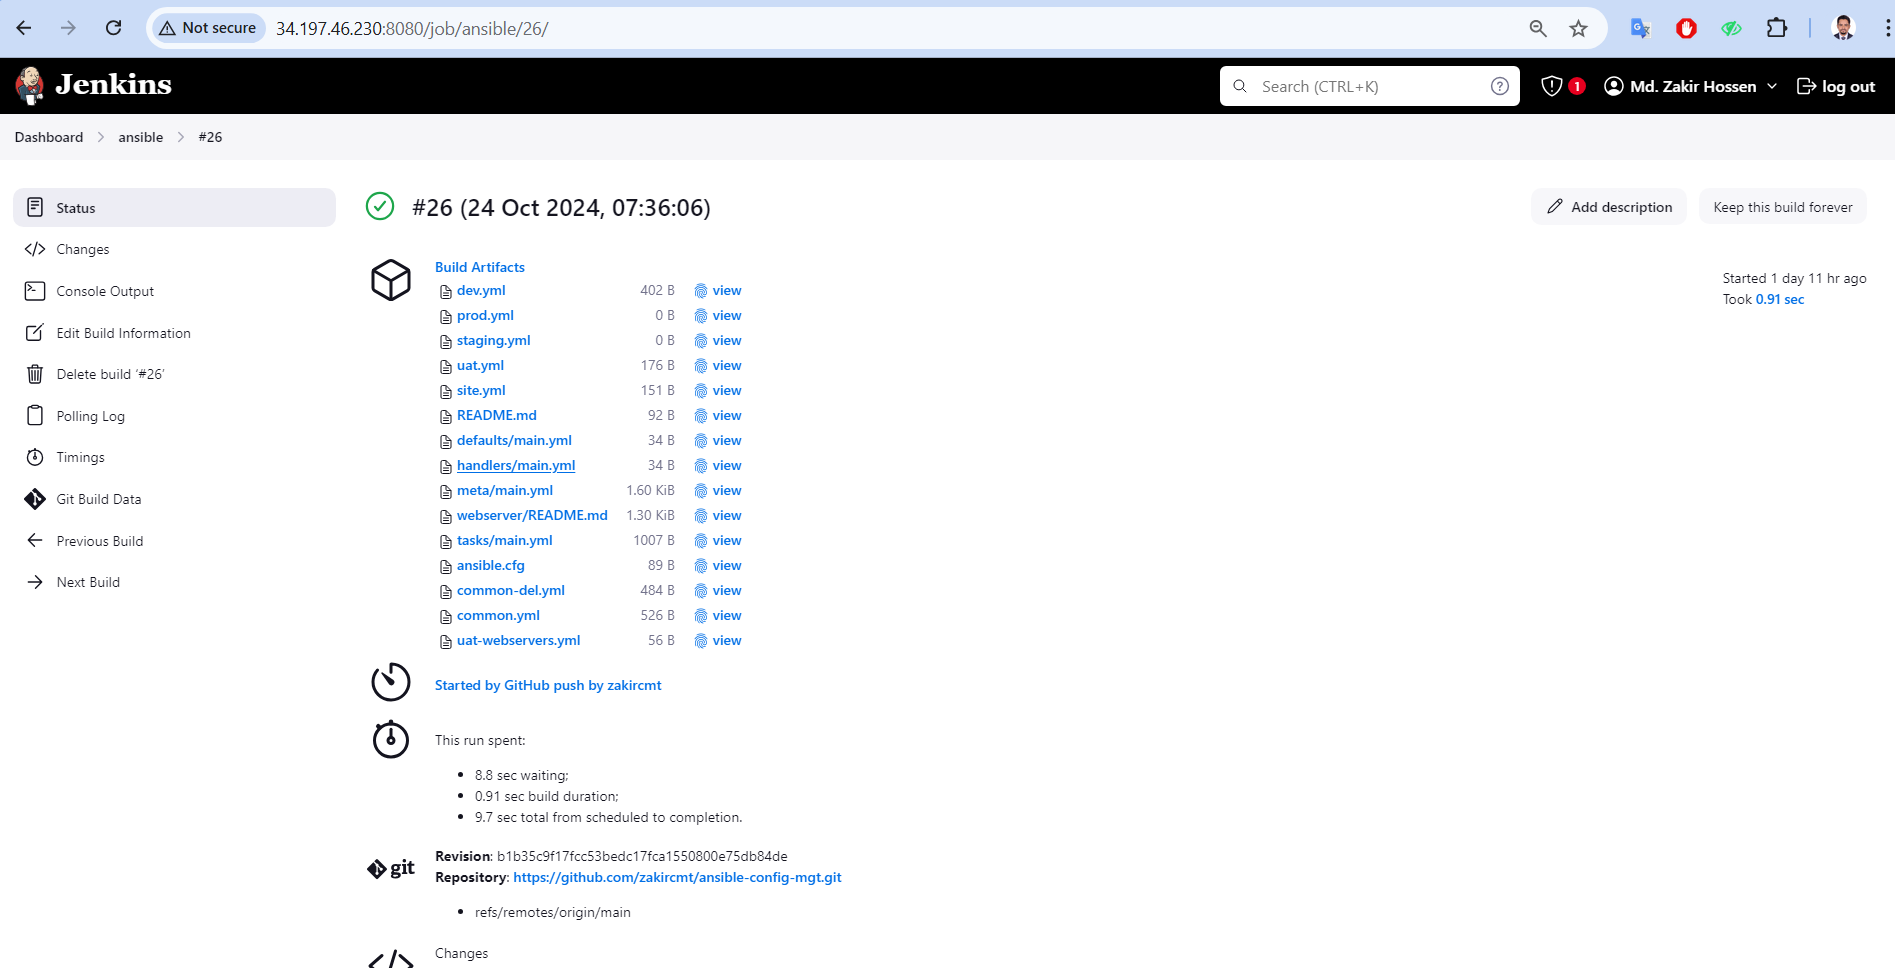 Not secure 34.197.46.230:8080/job/ansible/26/
Jenkins Search (CTRL+K) 1 Md. Zakir Hossen log out
Dashboard ansible #26
Status
Changes
Console Output
Edit Build Information
Delete build ‘#26’
Polling Log
Timings
Git Build Data
Previous Build
Next Build
#26 (24 Oct 2024, 07:36:06)
Add description Keep this build forever
Started 1 day 11 hr ago
Took 0.91 sec
Build Artifacts
dev.yml 402 B view
prod.yml 0 B view
staging.yml 0 B view
uat.yml 176 B view
site.yml 151 B view
README.md 92 B view
defaults/main.yml 34 B view
handlers/main.yml 34 B view
meta/main.yml 1.60 KiB view
webserver/README.md 1.30 KiB view
tasks/main.yml 1007 B view
ansible.cfg 89 B view
common-del.yml 484 B view
common.yml 526 B view
uat-webservers.yml 56 B view
Started by GitHub push by zakircmt
This run spent:
8.8 sec waiting;
0.91 sec build duration;
9.7 sec total from scheduled to completion.
git
Revision: b1b35c9f17fcc53bedc17fca1550800e75db84de
Repository: https://github.com/zakircmt/ansible-config-mgt.git
refs/remotes/origin/main
Changes